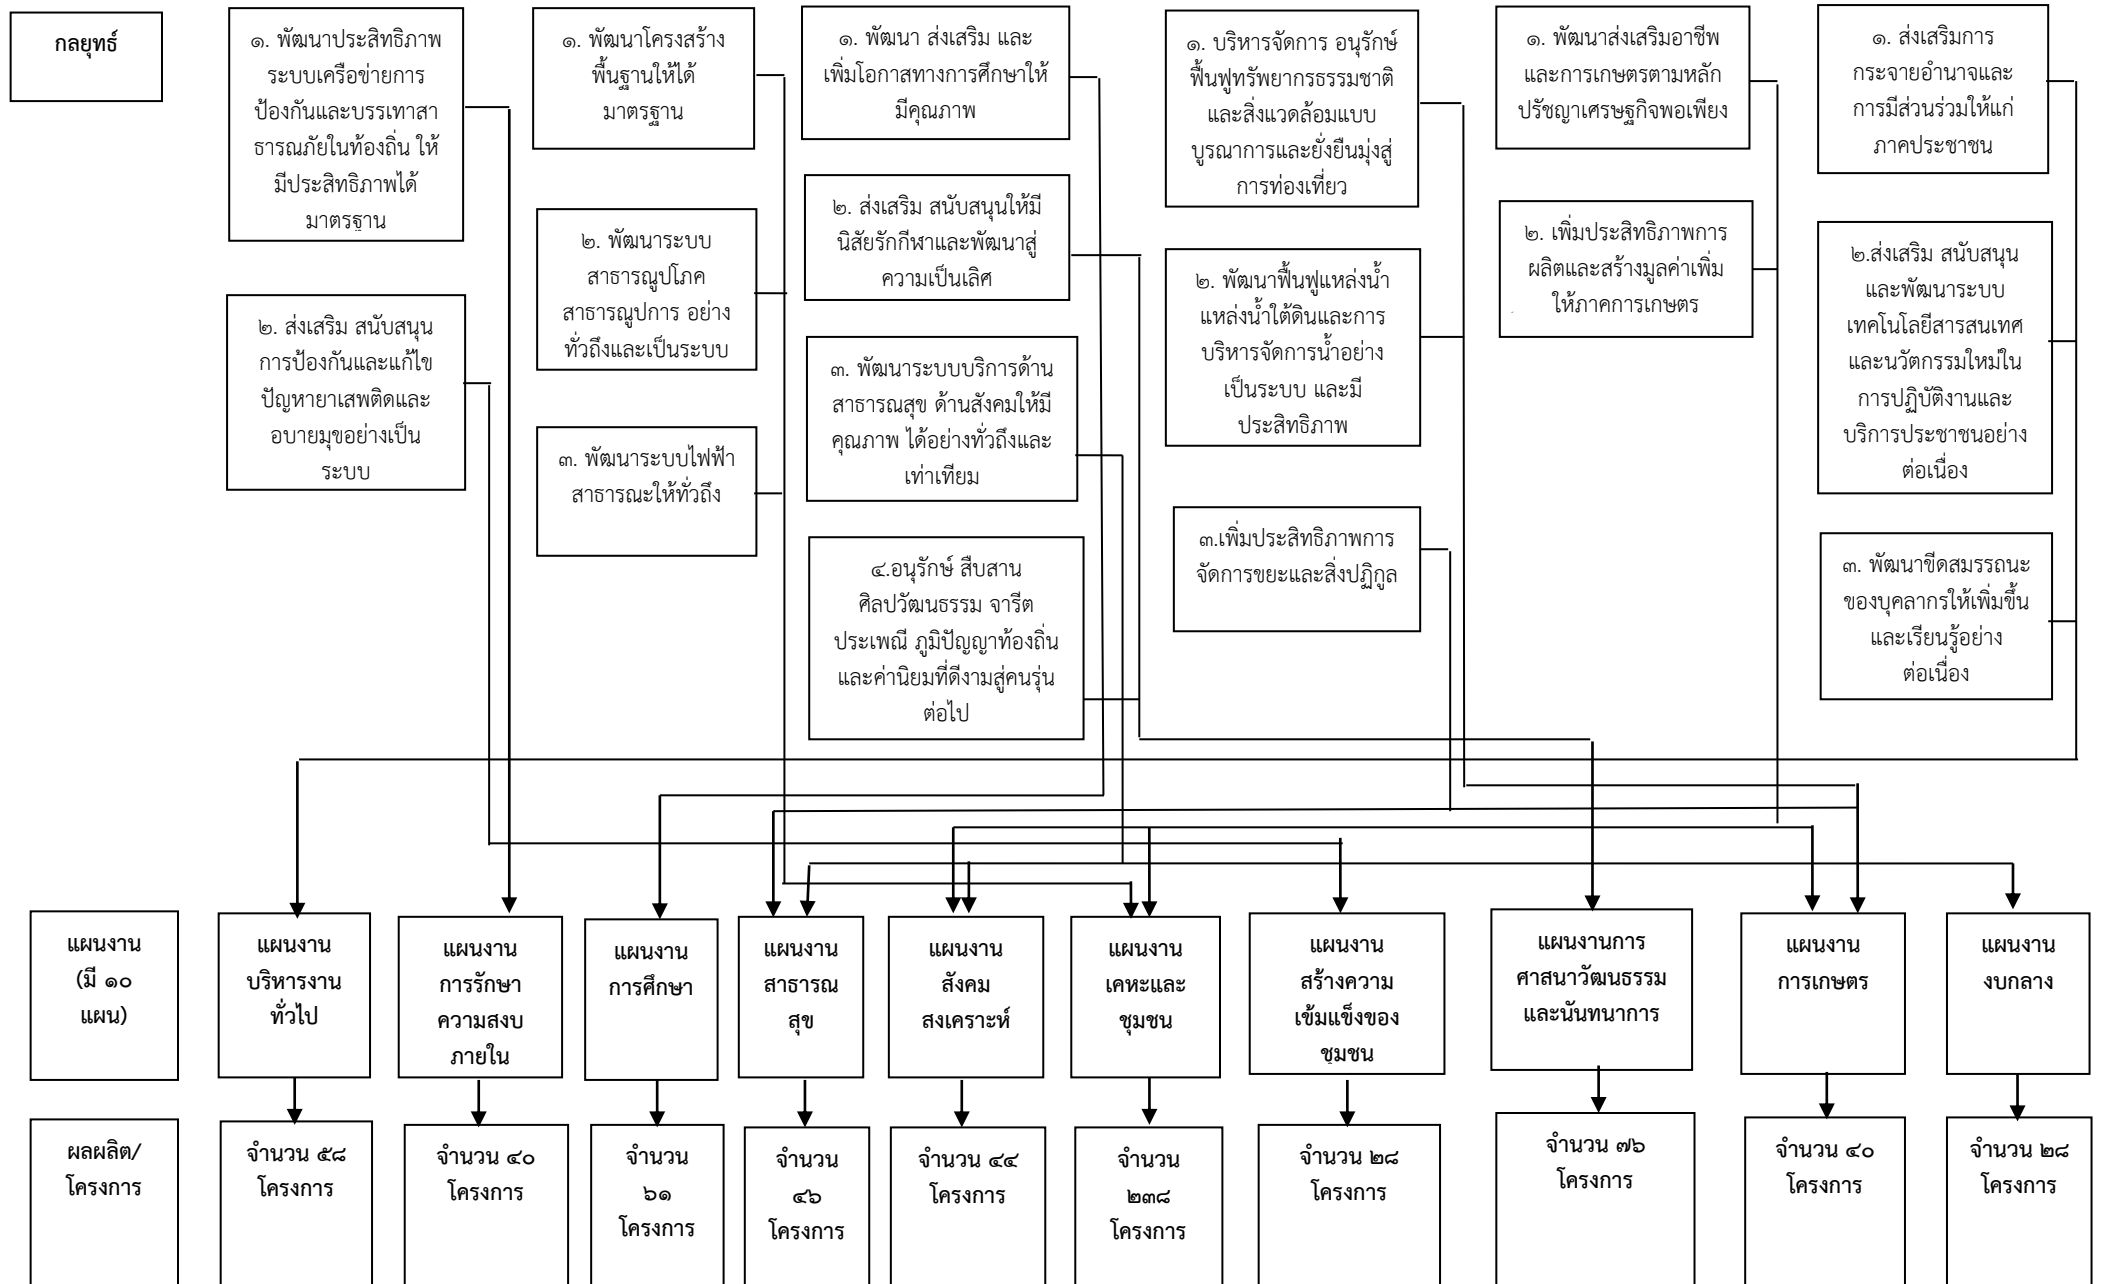 กลยุทธ์
๑. พัฒนาประสิทธิภาพ
ระบบเครือข่ายการ
ป้องกันและบรรเทาสา
ธารณภัยในท้องถิ่น ให้
มีประสิทธิภาพได้
มาตรฐาน
๒. ส่งเสริม สนับสนุน
การป้องกันและแก้ไข
ปัญหายาเสพติดและ
อบายมุขอย่างเป็น
ระบบ
๑. พัฒนาโครงสร้าง
พื้นฐานให้ได้
มาตรฐาน
๒. พัฒนาระบบ
สาธารณูปโภค
สาธารณูปการ อย่าง
ทั่วถึงและเป็นระบบ
๓. พัฒนาระบบไฟฟ้า
สาธารณะให้ทั่วถึง
๑. พัฒนา ส่งเสริม และ
เพิ่มโอกาสทางการศึกษาให้
มีคุณภาพ
๒. ส่งเสริม สนับสนุนให้มี
นิสัยรักกีฬาและพัฒนาสู่
ความเป็นเลิศ
๓. พัฒนาระบบบริการด้าน
สาธารณสุข ด้านสังคมให้มี
คุณภาพ ได้อย่างทั่วถึงและ
เท่าเทียม
๔.อนุรักษ์ สืบสาน
ศิลปวัฒนธรรม จารีต
ประเพณี ภูมิปัญญาท้องถิ่น
และค่านิยมที่ดีงามสู่คนรุ่น
ต่อไป
๑. บริหารจัดการ อนุรักษ์
ฟื้นฟูทรัพยากรธรรมชาติ
และสิ่งแวดล้อมแบบ
บูรณาการและยั่งยืนมุ่งสู่
การท่องเที่ยว
๒. พัฒนาฟื้นฟูแหล่งน้ำ
แหล่งน้ำใต้ดินและการ
บริหารจัดการน้ำอย่าง
เป็นระบบ และมี
ประสิทธิภาพ
๓.เพิ่มประสิทธิภาพการ
จัดการขยะและสิ่งปฏิกูล
๑. พัฒนาส่งเสริมอาชีพ
และการเกษตรตามหลัก
ปรัชญาเศรษฐกิจพอเพียง
๒. เพิ่มประสิทธิภาพการ
ผลิตและสร้างมูลค่าเพิ่ม
ให้ภาคการเกษตร
๑. ส่งเสริมการ
กระจายอำนาจและ
การมีส่วนร่วมให้แก่
ภาคประชาชน
๒.ส่งเสริม สนับสนุน
และพัฒนาระบบ
เทคโนโลยีสารสนเทศ
และนวัตกรรมใหม่ใน
การปฏิบัติงานและ
บริการประชาชนอย่าง
ต่อเนื่อง
๓. พัฒนาขีดสมรรถนะ
ของบุคลากรให้เพิ่มขึ้น
และเรียนรู้อย่าง
ต่อเนื่อง
แผนงาน
(มี ๑๐
แผน)
แผนงาน
บริหารงาน
ทั่วไป
แผนงาน
การรักษา
ความสงบ
ภายใน
แผนงาน
การศึกษา
แผนงาน
สาธารณ
สุข
แผนงาน
สังคม
สงเคราะห์
แผนงาน
เคหะและ
ชุมชน
แผนงาน
สร้างความ
เข้มแข็งของ
ชุมชน
แผนงานการ
ศาสนาวัฒนธรรม
และนันทนาการ
แผนงาน
การเกษตร
แผนงาน
งบกลาง
ผลผลิต/
โครงการ
จำนวน ๕๘
โครงการ
จำนวน ๔๐
โครงการ
จำนวน
๖๑
โครงการ
จำนวน
๔๖
โครงการ
จำนวน ๔๔
โครงการ
จำนวน
๒๓๘
โครงการ
จำนวน ๒๘
โครงการ
จำนวน ๗๖
โครงการ
จำนวน ๔๐
โครงการ
จำนวน ๒๘
โครงการ